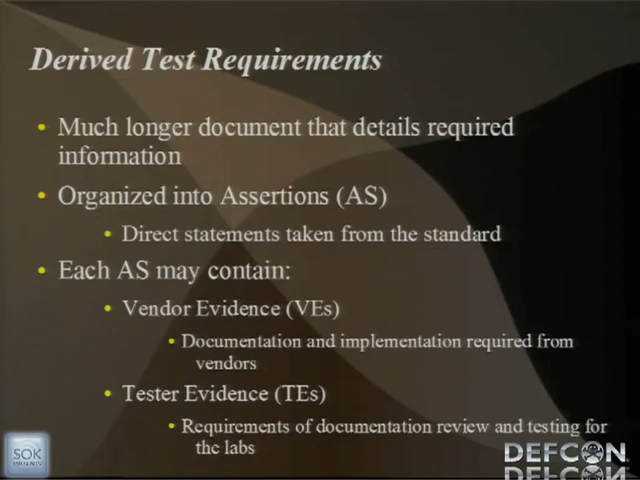 Derived Test Requirements
• Much longer document that details required
information
• Organized into Assertions (AS)
• Direct statements taken from the standard
• Each AS may contain:
• Vendor Evidence (VEs)
• Documentation and implementation required from
vendors
• Tester Evidence (TEs)
• Requirements of documentation review and testing for
the labs
SOK
DEFCON